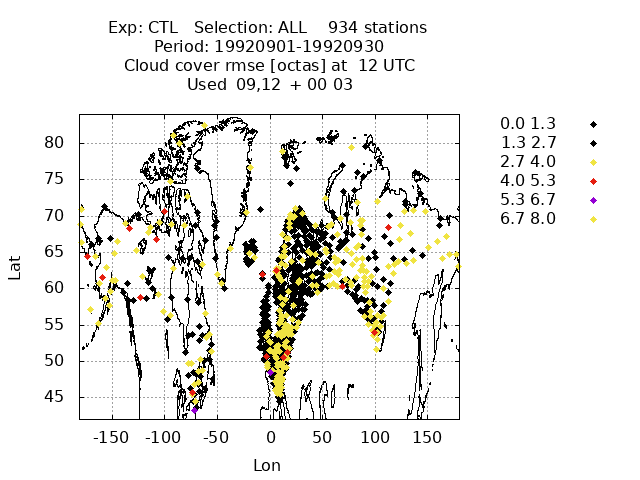 Exp: CTL Selection: ALL 934 stations
Period: 19920901-19920930
Cloud cover rmse [octas] at 12 UTC
Used 09,12 + 00 03
0.0 1.3
1.3 2.7
2.7 4.0
4.0 5.3
5.3 6.7
6.7 8.0
80
75
70
65
60
55
50
45
Lat
-150 -100 -50 0 50 100 150
Lon